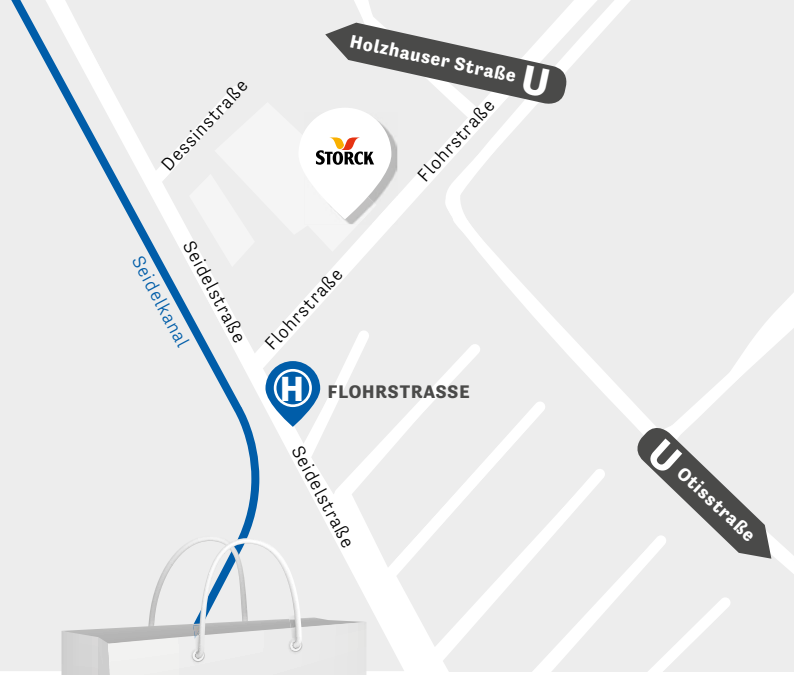 Holzhauser Straße U
Dessinstraße
STORCK
Flohrstraße
Seidelstraße
Seidelkanal
Flohrstraße
H FLOHRSTRASSE
Seidelstraße
U Otisstraße